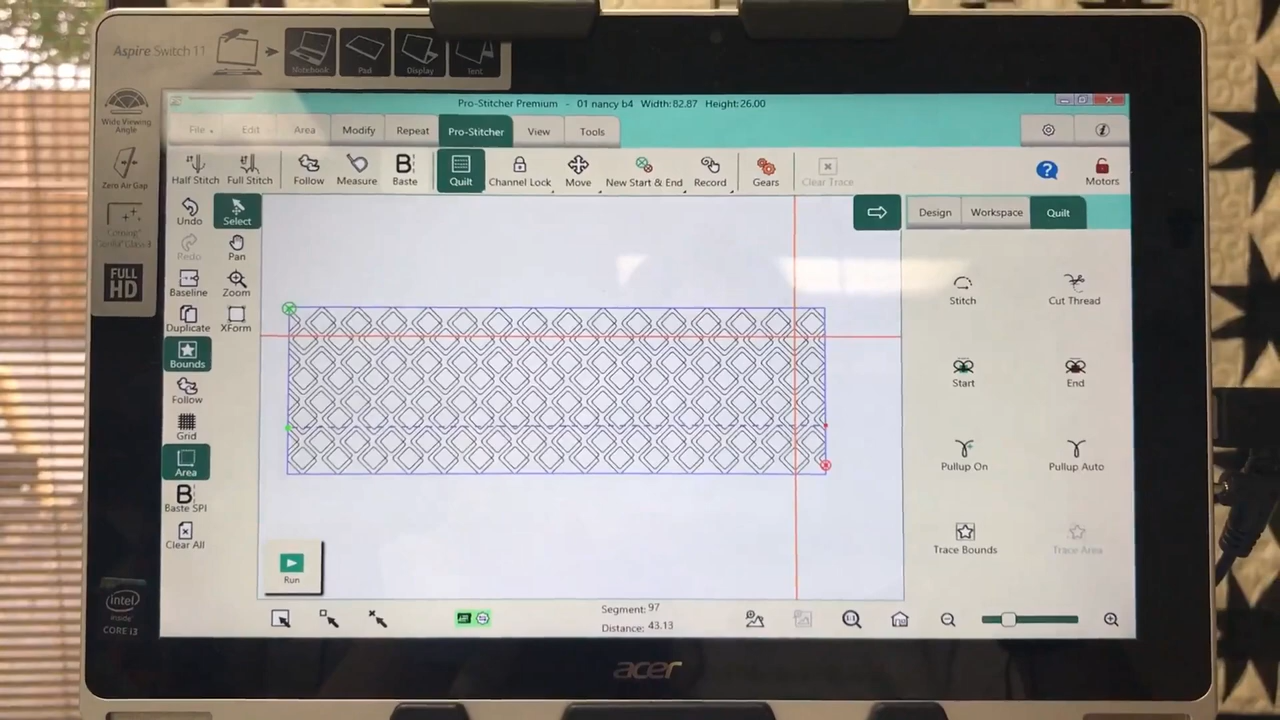 Aspire Switch 11
Notebook Pad Display Tent
Wide Viewing
Angle
Zero Air Gap
FULL
HD
intel
inside
CORE i3
Pro-Stitcher Premium - 01 nancy b4 Width:82.87 Height:26.00
File Edit Area Modify Repeat Pro-Stitcher View Tools
Half Stitch Full Stitch Follow Measure Baste Quilt Channel Lock Move New Start & End Record Gears Clear Trace Motors
Undo Select
Redo Pan
Baseline Zoom
Duplicate XForm
Bounds
Follow
Grid
Area
B
Baste SPI
Clear All
Design Workspace Quilt
Stitch Cut Thread
Start End
Pullup On Pullup Auto
Trace Bounds Trace Area
Run
Segment: 97
Distance: 43.13
acer